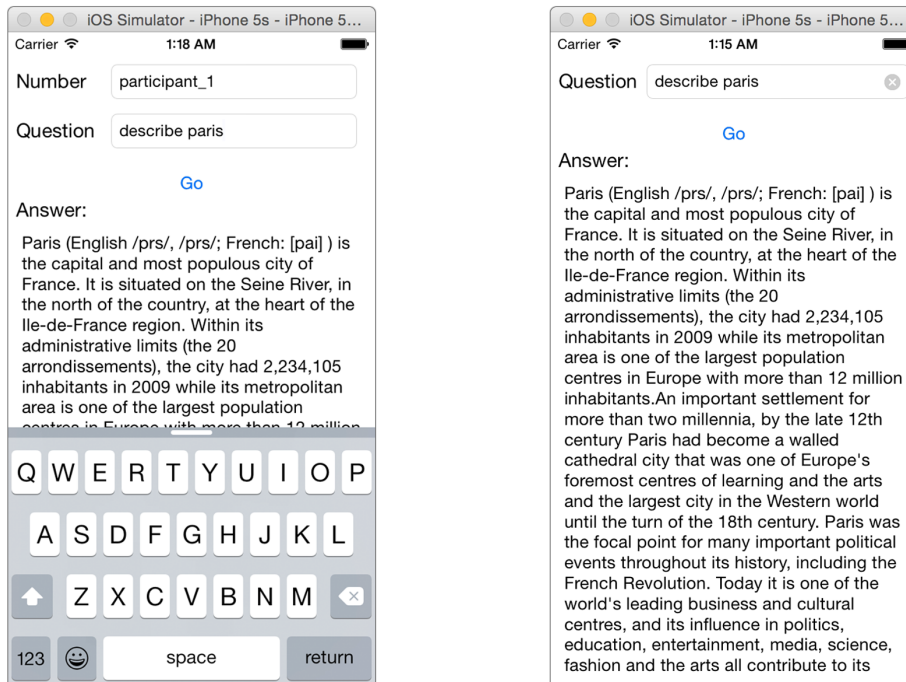 iOS Simulator - iPhone 5s - iPhone 5...
Carrier 1:18 AM
Number participant_1
Question describe paris
Go
Answer:
Paris (English /prs/, /prs/; French: [pai] ) is
the capital and most populous city of
France. It is situated on the Seine River, in
the north of the country, at the heart of the
Ile-de-France region. Within its
administrative limits (the 20
arrondissements), the city had 2,234,105
inhabitants in 2009 while its metropolitan
area is one of the largest population
centres in Europe with more than 12 million
Q W E R T Y U I O P
A S D F G H J K L
Z X C V B N M
123 space return
iOS Simulator - iPhone 5s - iPhone 5...
Carrier 1:15 AM
Question describe paris
Go
Answer:
Paris (English /prs/, /prs/; French: [pai] ) is
the capital and most populous city of
France. It is situated on the Seine River, in
the north of the country, at the heart of the
Ile-de-France region. Within its
administrative limits (the 20
arrondissements), the city had 2,234,105
inhabitants in 2009 while its metropolitan
area is one of the largest population
centres in Europe with more than 12 million
inhabitants.An important settlement for
more than two millennia, by the late 12th
century Paris had become a walled
cathedral city that was one of Europe's
foremost centres of learning and the arts
and the largest city in the Western world
until the turn of the 18th century. Paris was
the focal point for many important political
events throughout its history, including the
French Revolution. Today it is one of the
world's leading business and cultural
centres, and its influence in politics,
education, entertainment, media, science,
fashion and the arts all contribute to its